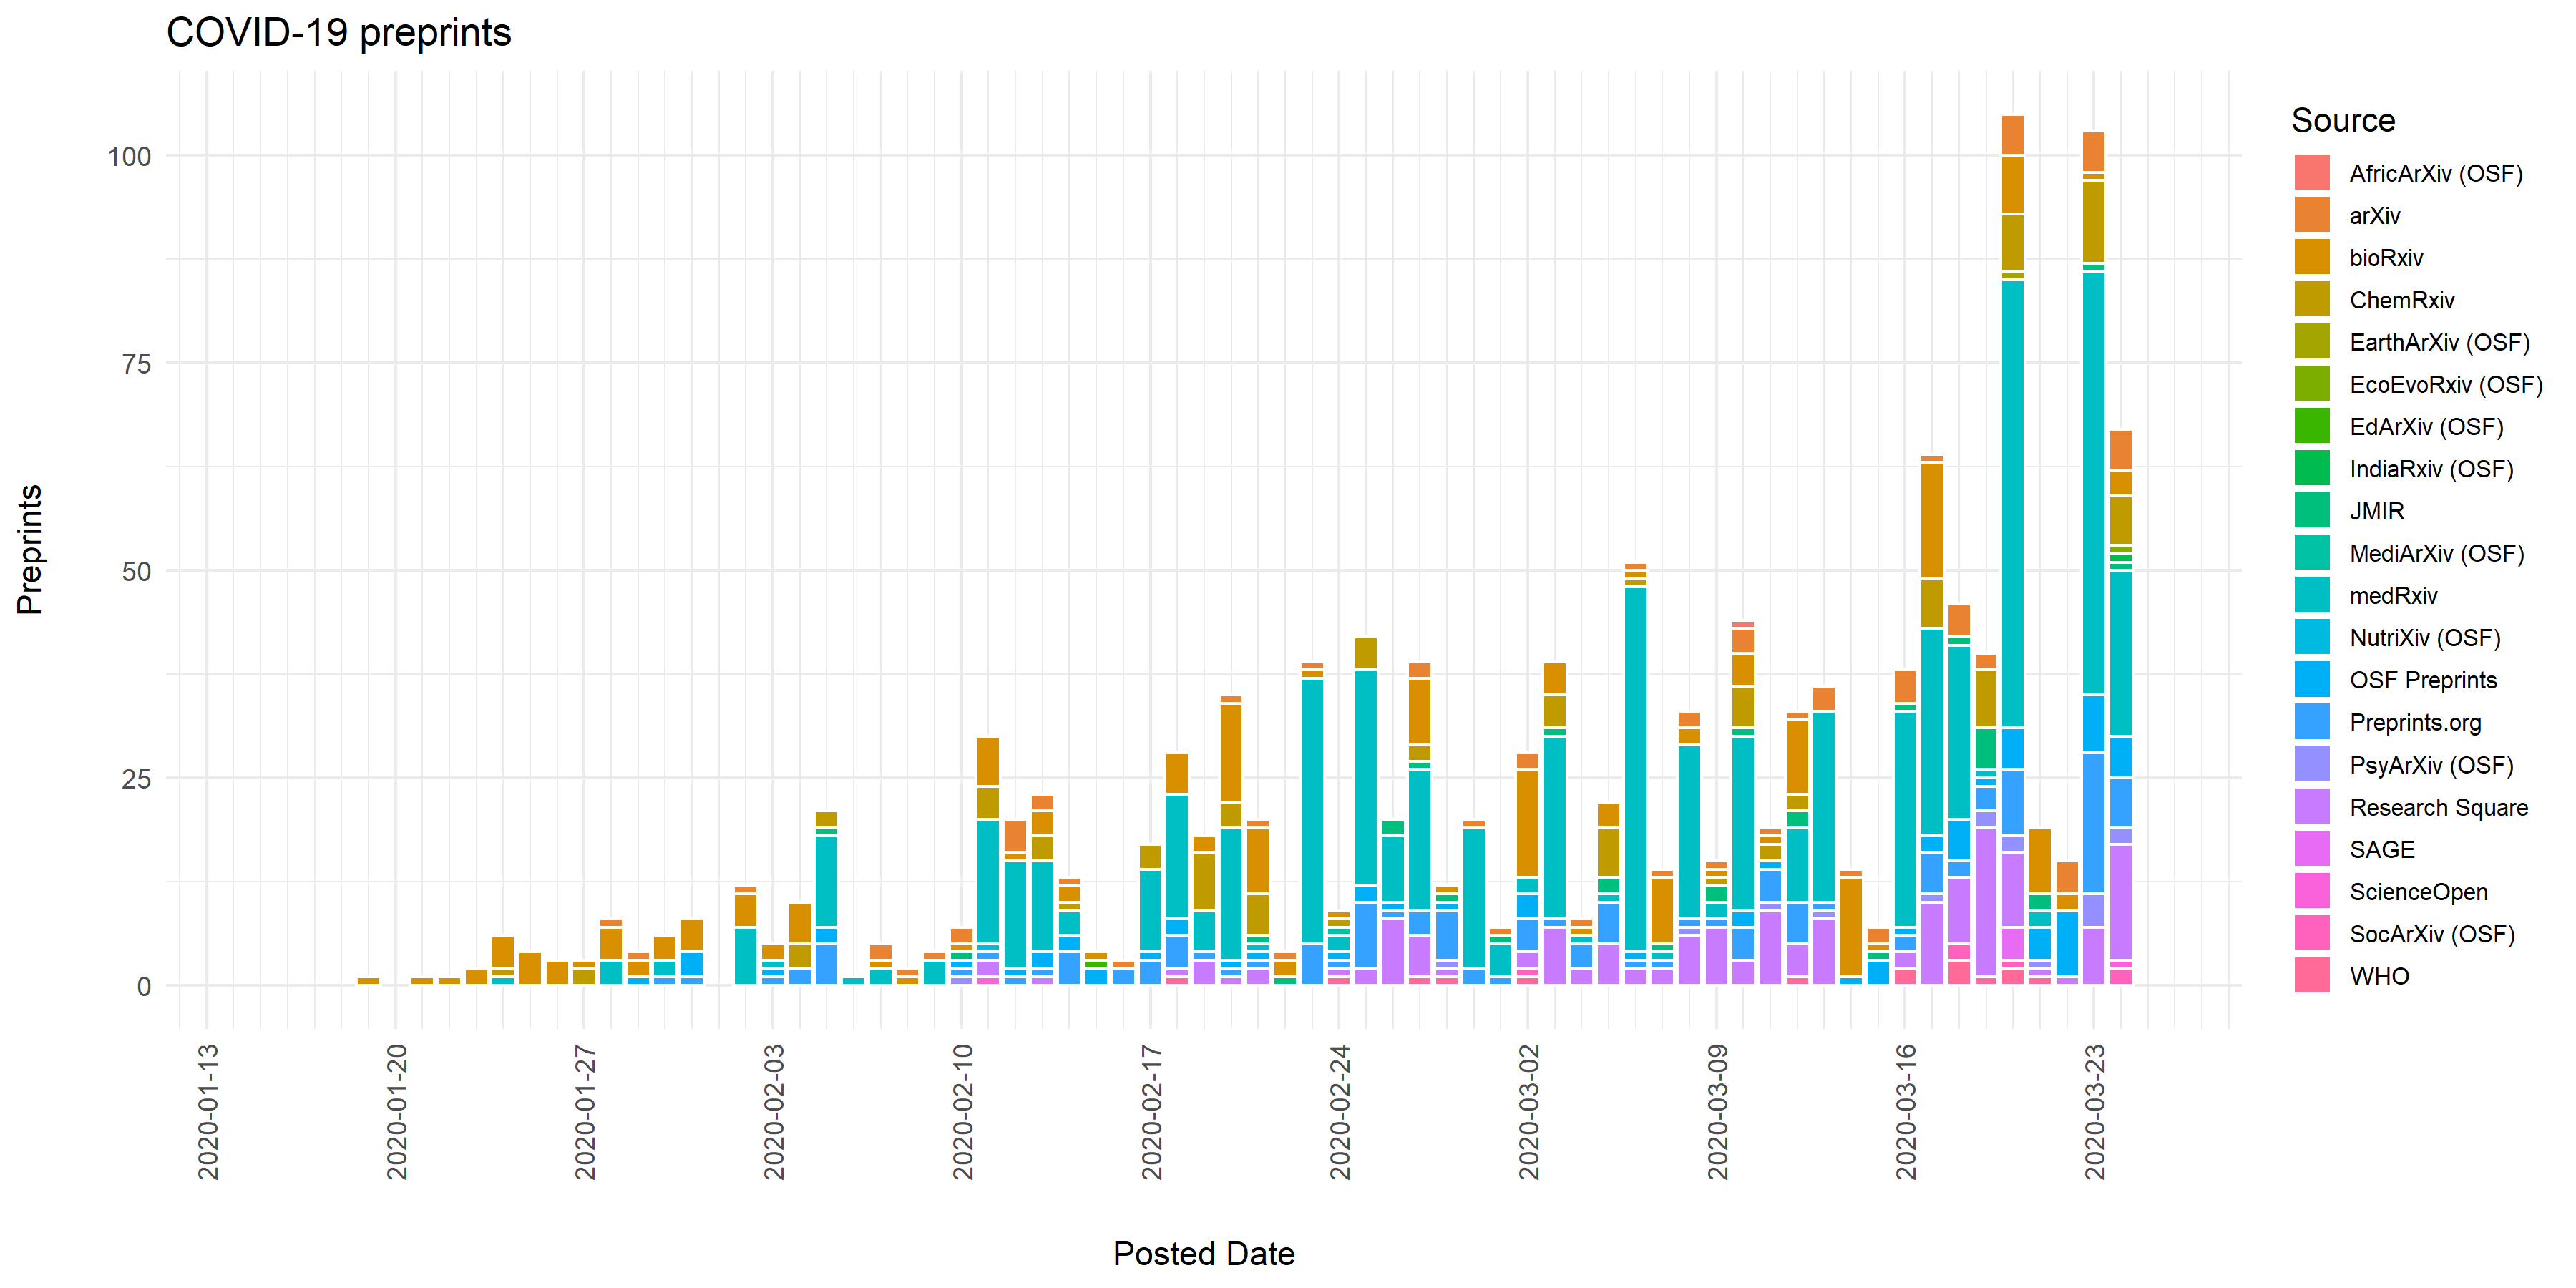 COVID-19 preprints
Preprints
100
75
50
25
0
2020-01-13
2020-01-20
2020-01-27
2020-02-03
2020-02-10
2020-02-17
2020-02-24
2020-03-02
2020-03-09
2020-03-16
2020-03-23
Posted Date
Source
AfricArXiv (OSF)
arXiv
bioRxiv
ChemRxiv
EarthArXiv (OSF)
EcoEvoRxiv (OSF)
EdArXiv (OSF)
IndiaRxiv (OSF)
JMIR
MediArXiv (OSF)
medRxiv
NutriXiv (OSF)
OSF Preprints
Preprints.org
PsyArXiv (OSF)
Research Square
SAGE
ScienceOpen
SocArXiv (OSF)
WHO